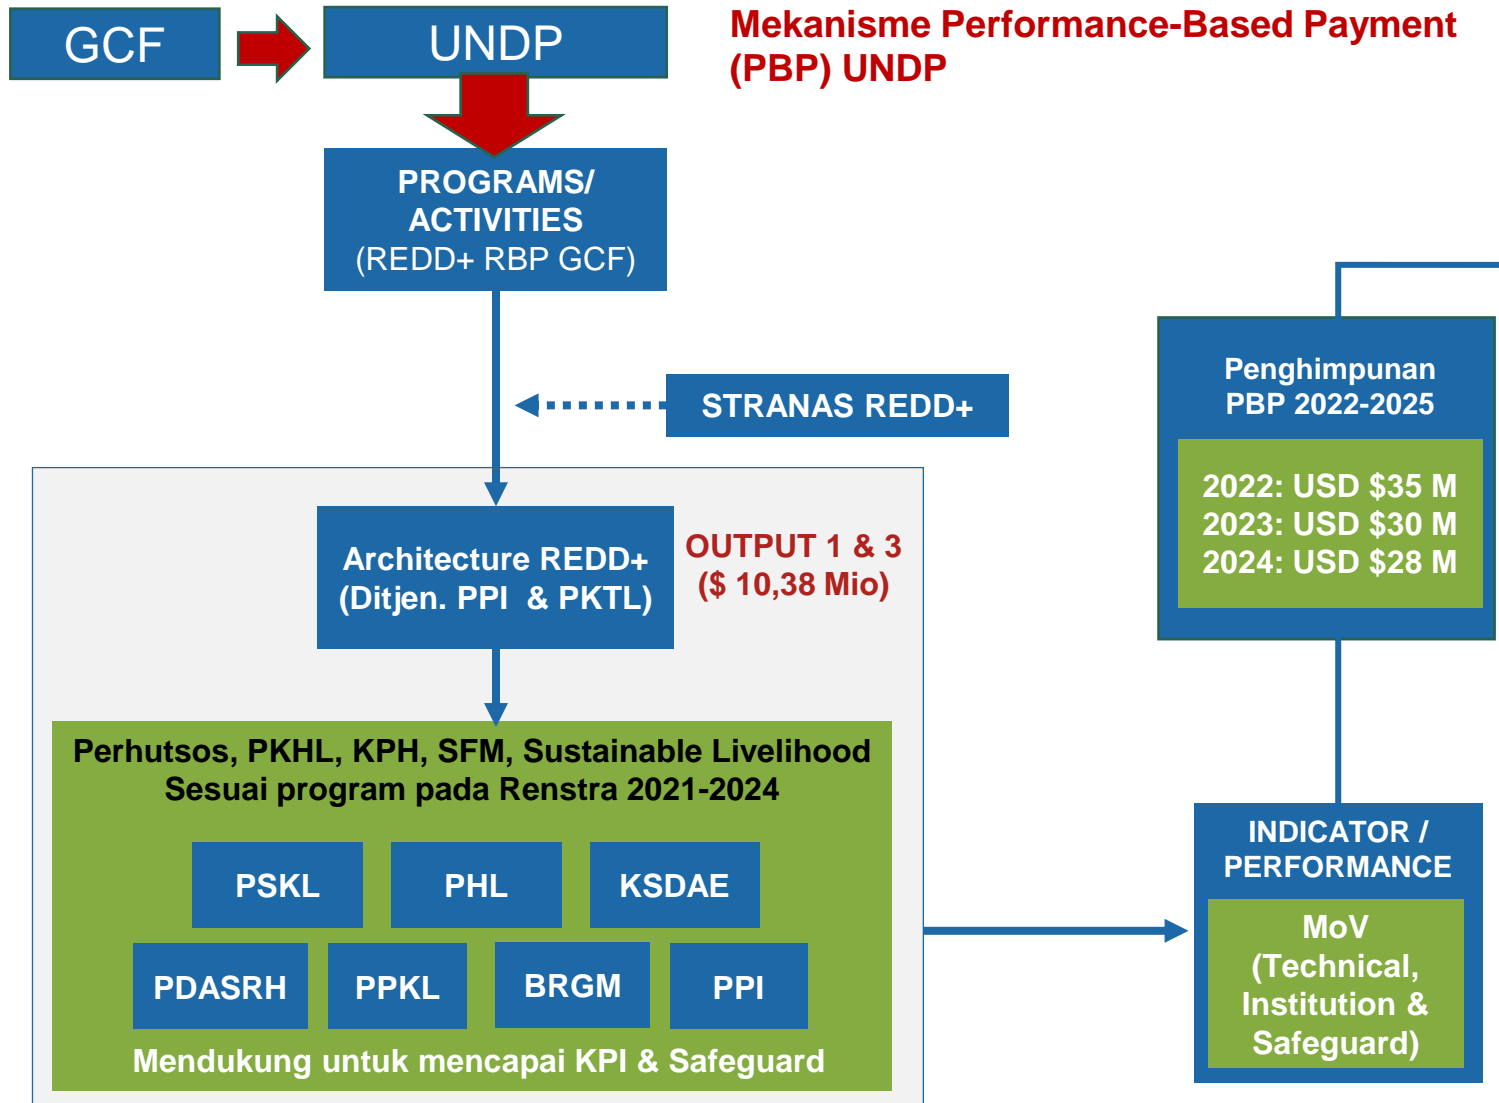 GCF
UNDP
Mekanisme Performance-Based Payment
(PBP) UNDP
PROGRAMS/
ACTIVITIES
(REDD+ RBP GCF)
STRANAS REDD+
Architecture REDD+
(Ditjen. PPI & PKTL)
OUTPUT 1 & 3
($ 10,38 Mio)
Perhutsos, PKHL, KPH, SFM, Sustainable Livelihood
Sesuai program pada Renstra 2021-2024
PSKL
PHL
KSDAE
PDASRH
PPKL
BRGM
PPI
Mendukung untuk mencapai KPI & Safeguard
Penghimpunan
PBP 2022-2025
2022: USD $35 M
2023: USD $30 M
2024: USD $28 M
INDICATOR /
PERFORMANCE
MoV
(Technical,
Institution &
Safeguard)